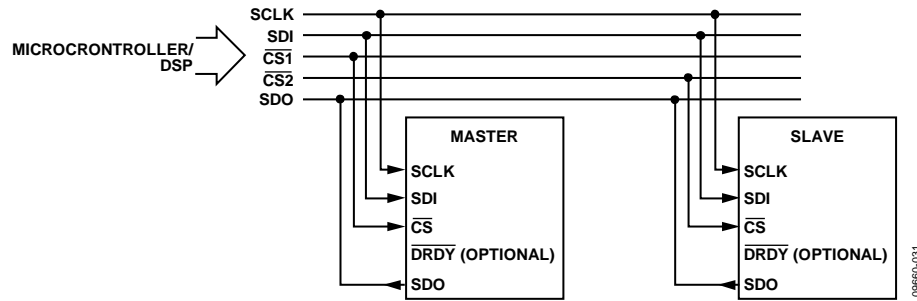 SCLK
SDI
MICROCRONTROLLER/
DSP
CS1
CS2
SDO
MASTER
SCLK
SDI
CS
DRDY (OPTIONAL)
SDO
SLAVE
SCLK
SDI
CS
DRDY (OPTIONAL)
SDO
09660-031